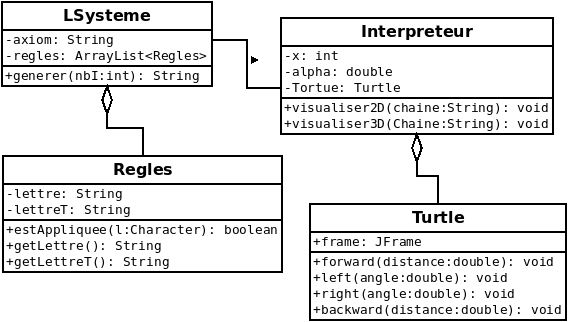 LSysteme
-axiom: String
-regles: ArrayList<Regles>
+generer(nbI:int): String
Interpreteur
-x: int
-alpha: double
-Tortue: Turtle
+visualiser2D(chaine:String): void
+visualiser3D(Chaine:String): void
Regles
-lettre: String
-lettreT: String
+estAppliquee(l:Character): boolean
+getLettre(): String
+getLettreT(): String
Turtle
+frame: JFrame
+forward(distance:double): void
+left(angle:double): void
+right(angle:double): void
+backward(distance:double): void